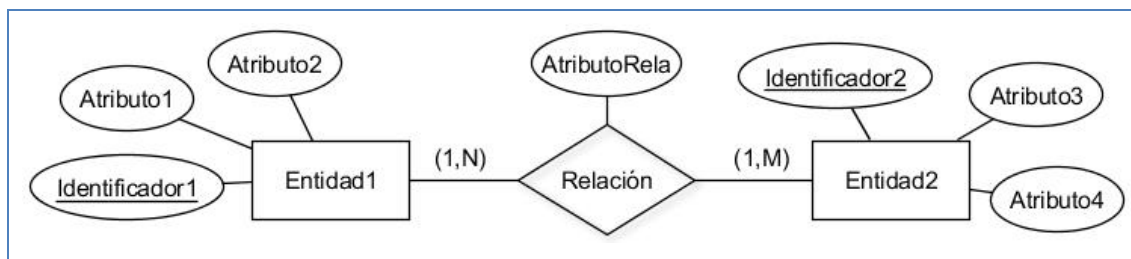 Atributo2
AtributoRela
Identificador2
Atributo1
Atributo3
(1,N)
(1,M)
Identificador1
Entidad1
Relación
Entidad2
Atributo4